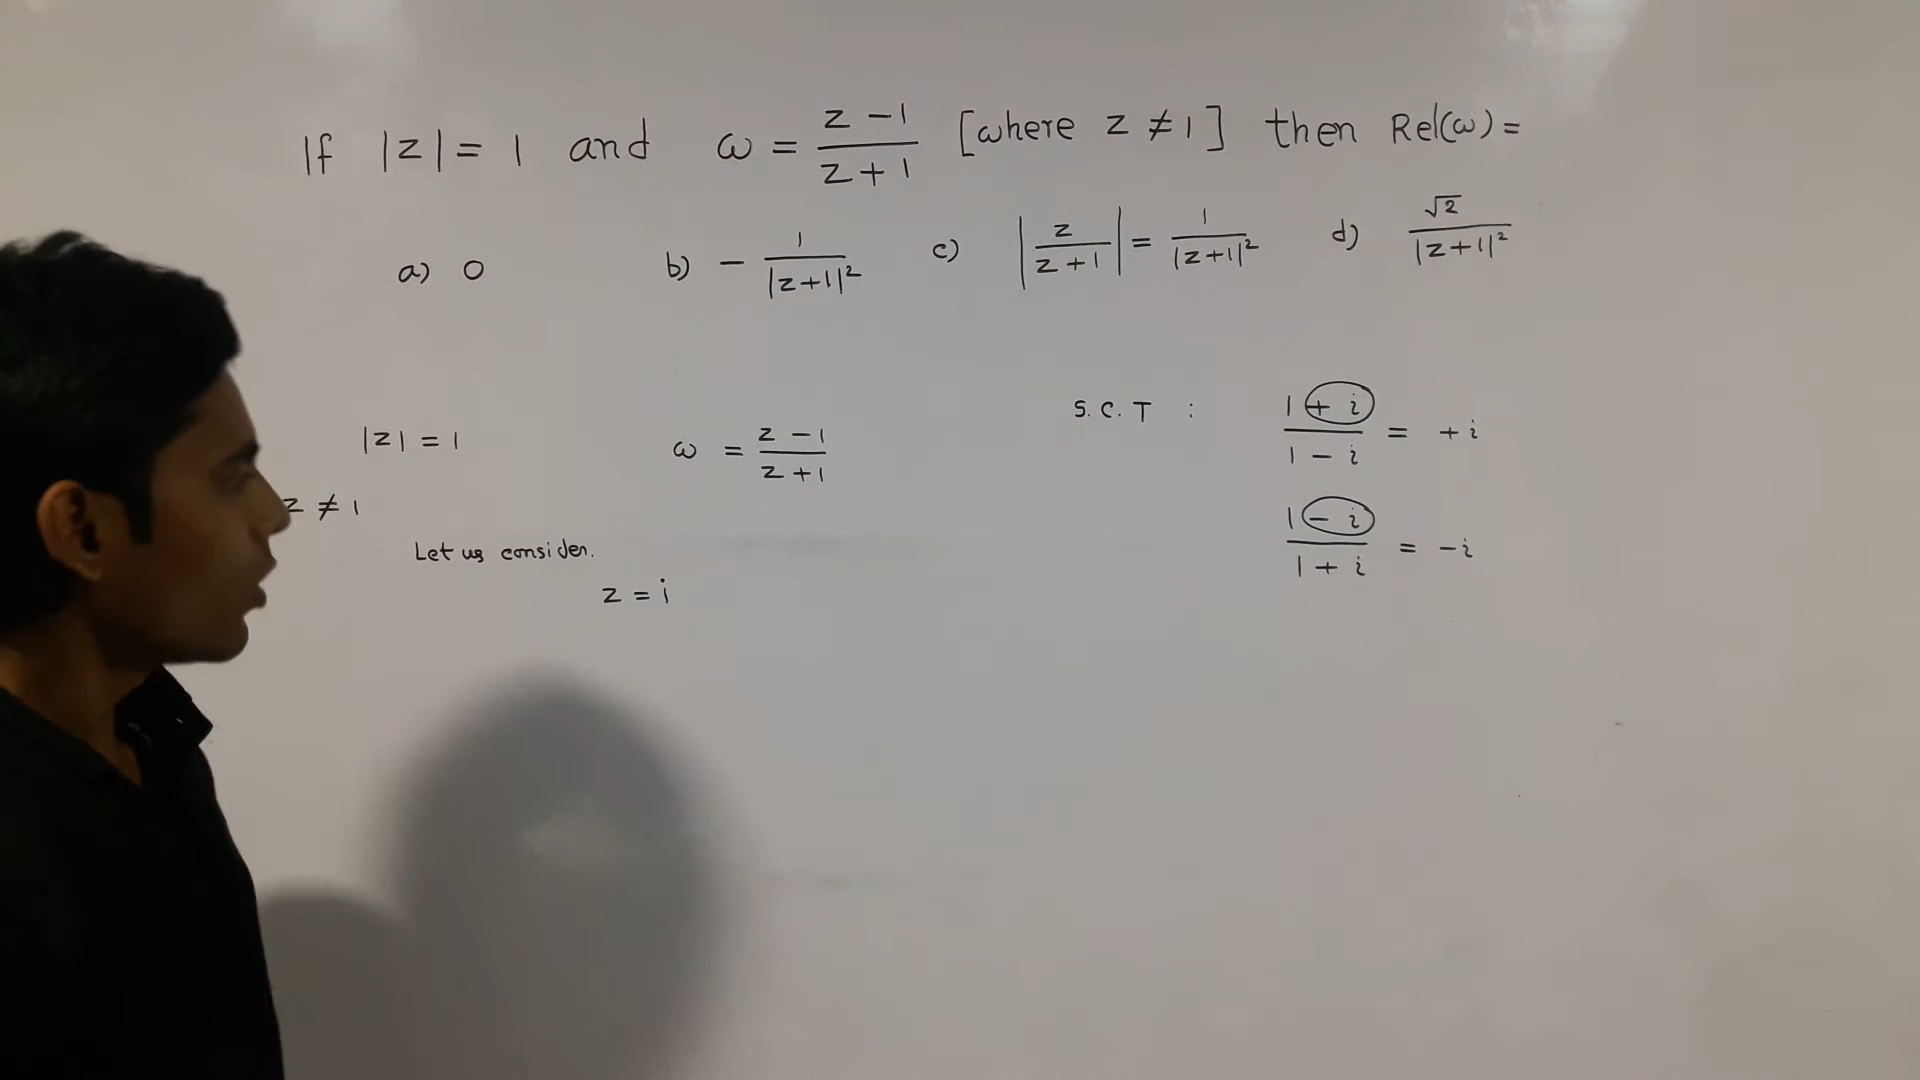 If |z| = 1 and ω = (z - 1)/(z + 1) [where z ≠ 1] then Rel(ω) =
a) 0 b) - 1/|z+1|² c) |z/(z+1)| = 1/|z+1|² d) √2/|z+1|²
|z| = 1 ω = (z - 1)/(z + 1) S.C.T : (1 + i)/(1 - i) = + i
z ≠ 1
(1 - i)/(1 + i) = - i
Let us consider.
z = i